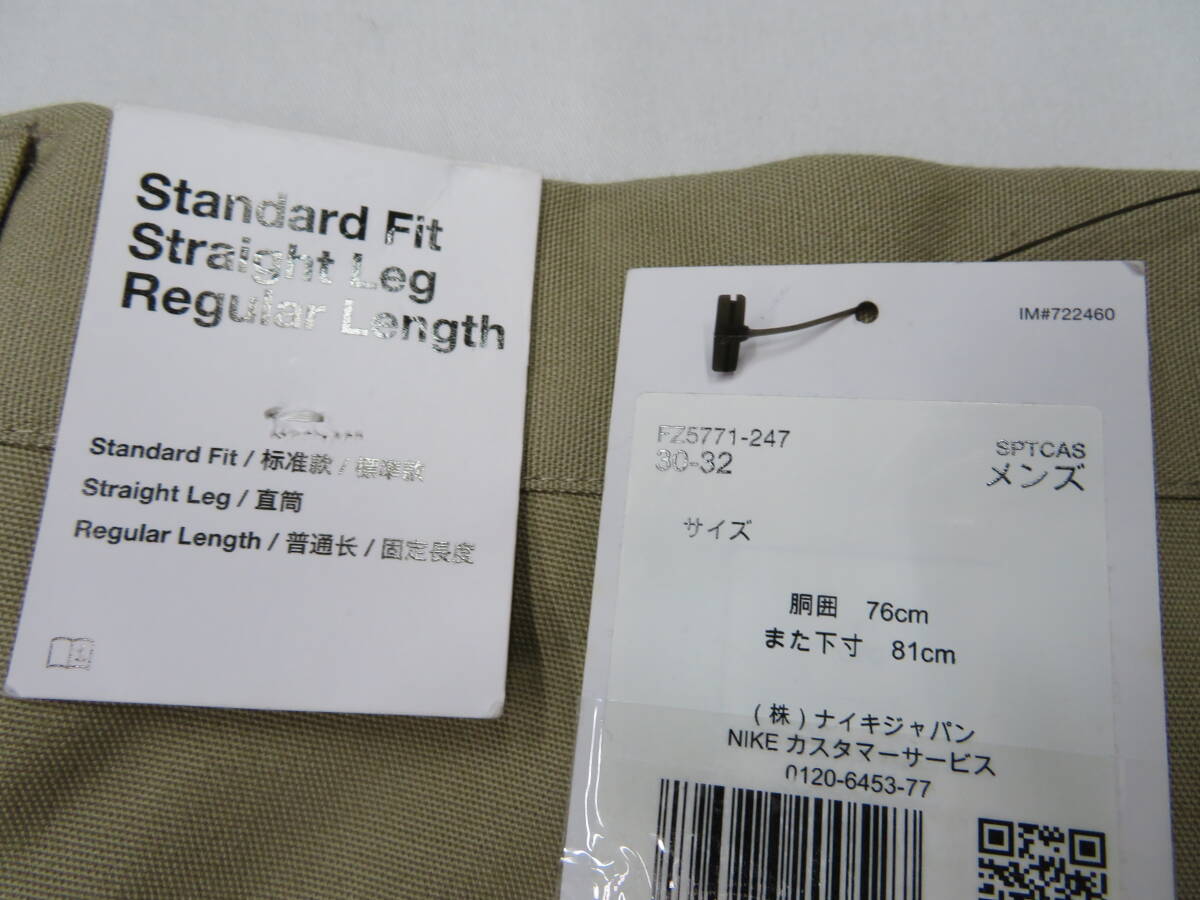 Standard Fit
Straight Leg
Regular Length
Standard Fit / 标准款 / 標準款
Straight Leg / 直筒
Regular Length / 普通长 / 固定長度
IM#722460
FZ5771-247
30-32
SPTCAS
メンズ
サイズ
胴囲 76cm
また下寸 81cm
(株)ナイキジャパン
NIKE カスタマーサービス
0120-6453-77